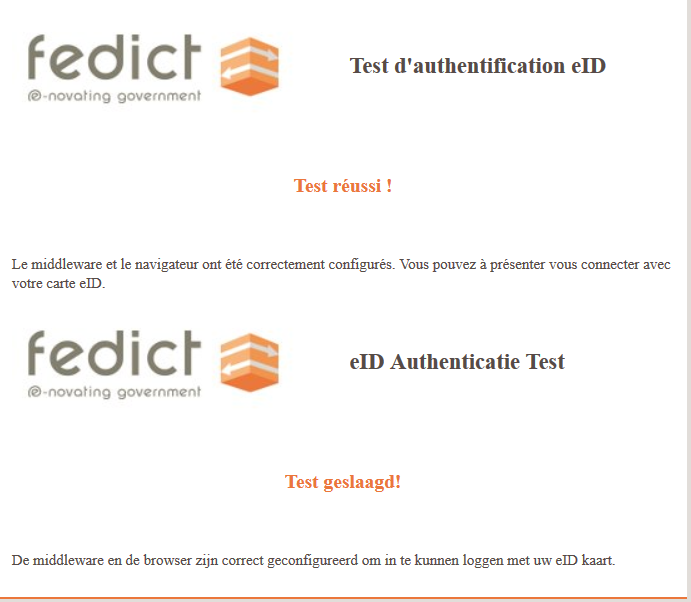 fedict
e-novating government
Test d'authentification eID
Test réussi !
Le middleware et le navigateur ont été correctement configurés. Vous pouvez à présenter vous connecter avec
votre carte eID.
fedict
e-novating government
eID Authenticatie Test
Test geslaagd!
De middleware en de browser zijn correct geconfigureerd om in te kunnen loggen met uw eID kaart.